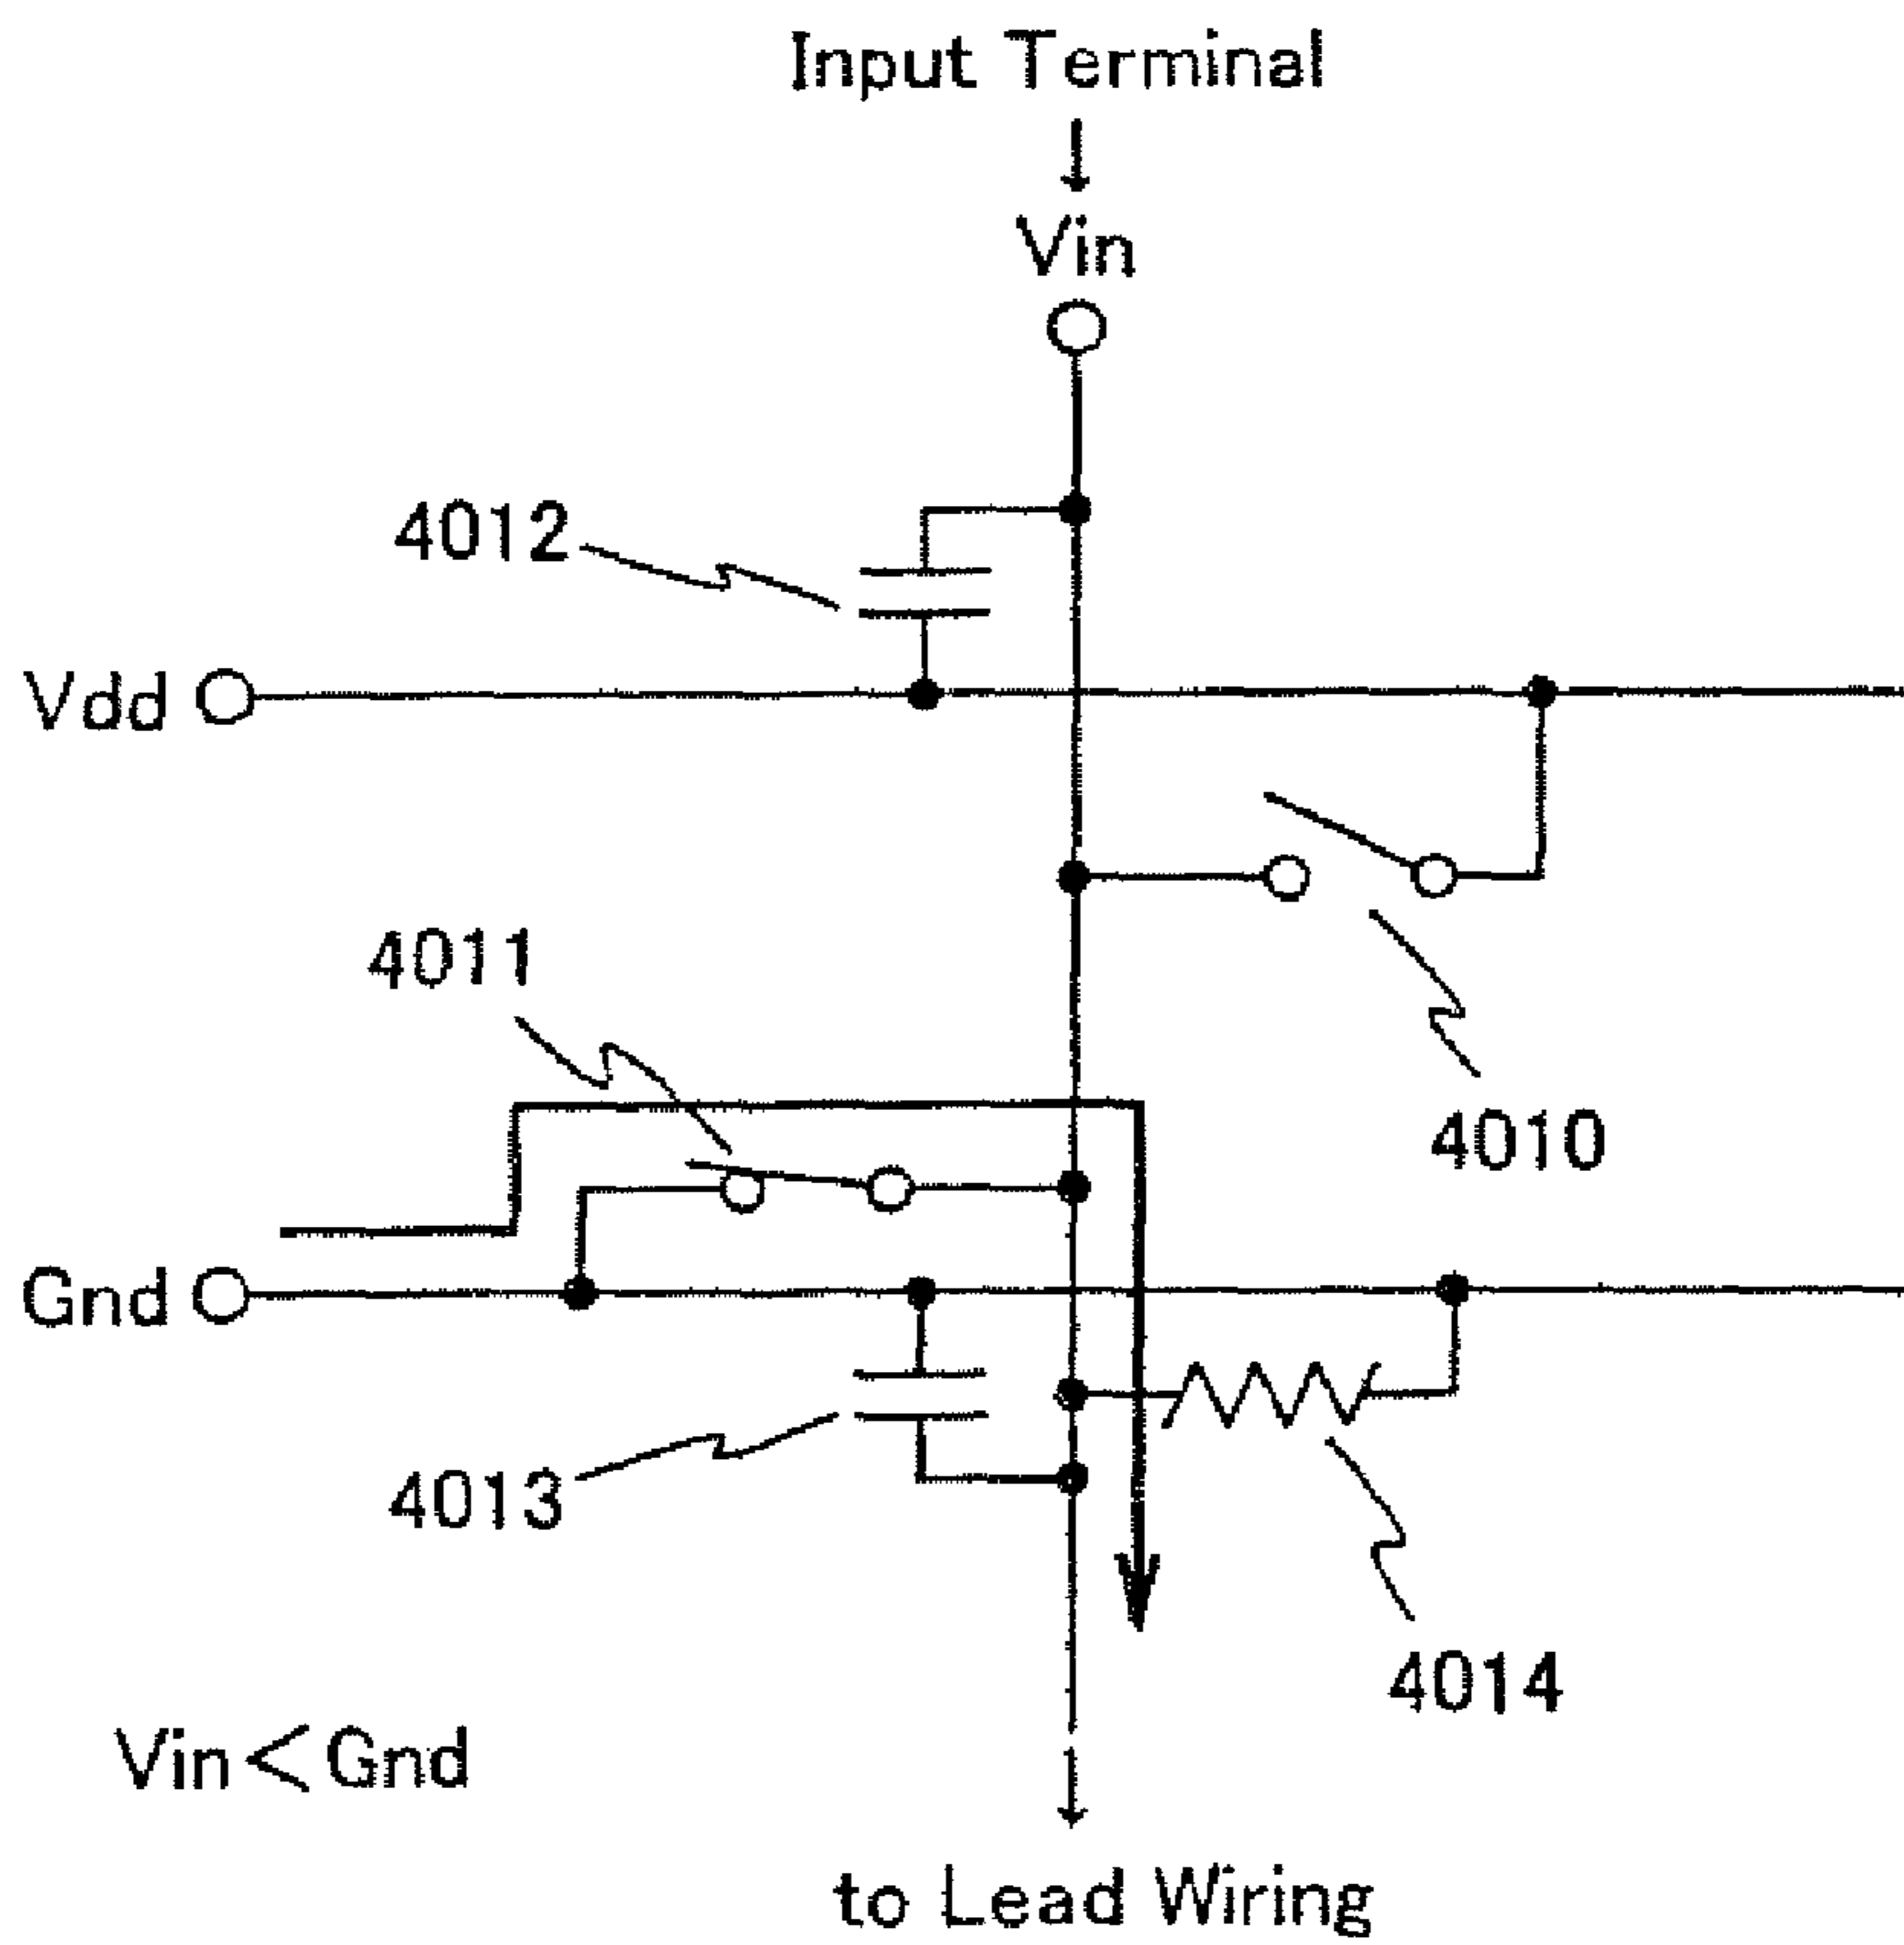 Input Terminal
Vin
4012
Vdd
4011
4010
Gnd
4013
4014
Vin<Gnd
to Lead Wiring